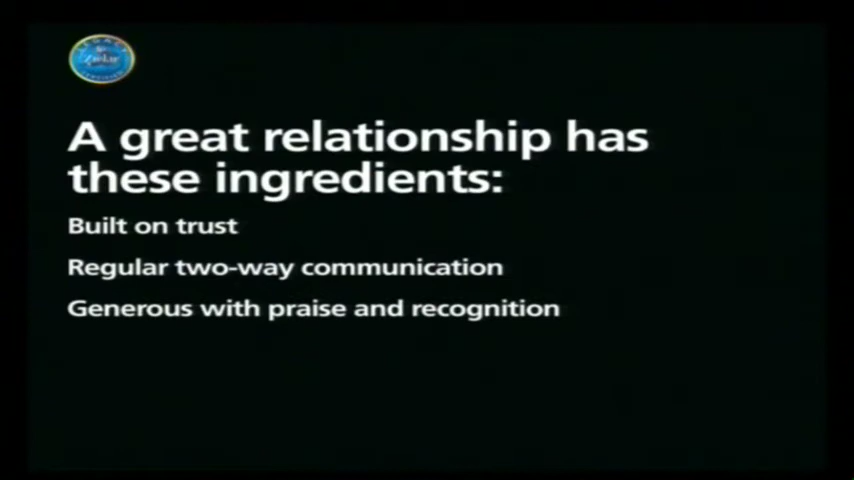 A great relationship has
these ingredients:
Built on trust
Regular two-way communication
Generous with praise and recognition